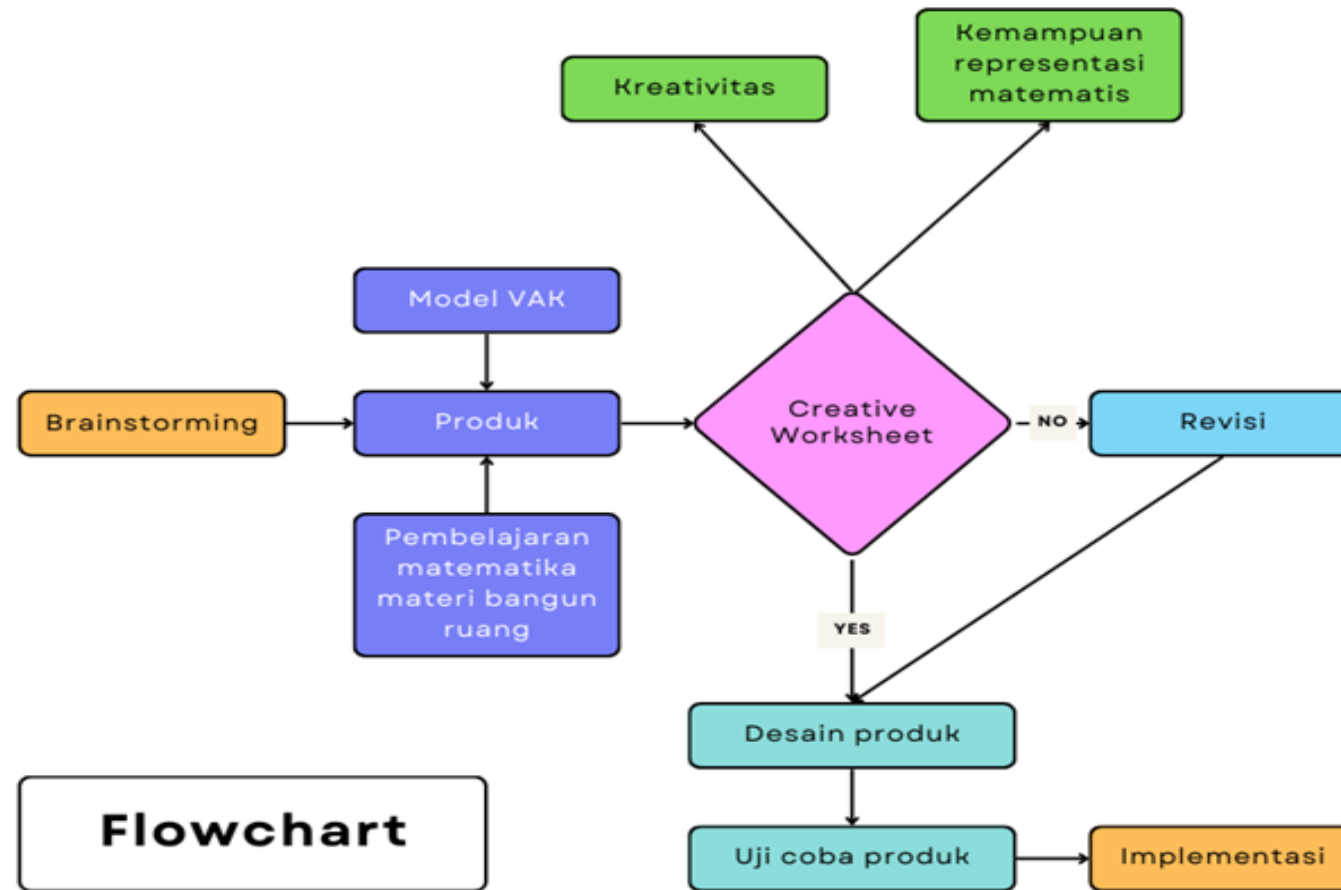 Kemampuan
representasi
matematis
Kreativitas
Model VAK
Brainstorming
Produk
Creative
Worksheet
NO
Revisi
Pembelajaran
matematika
materi bangun
ruang
YES
Desain produk
Flowchart
Uji coba produk
Implementasi